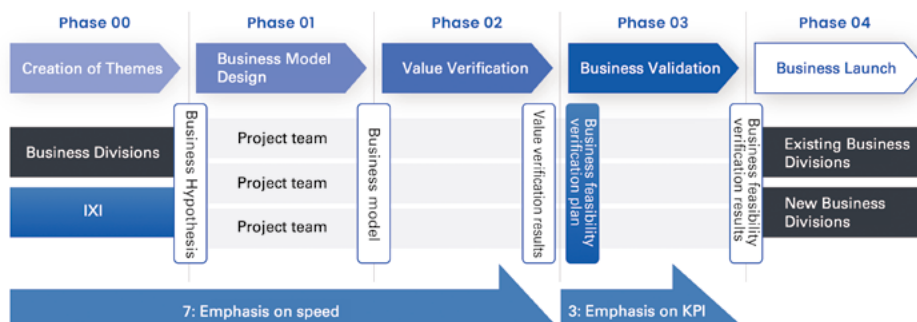 Phase 00
Phase 01
Phase 02
Phase 03
Phase 04
Creation of Themes
Business Model
Design
Value Verification
Business Validation
Business Launch
Business Divisions
IXI
Business Hypothesis
Project team
Project team
Project team
Business model
Value verification results
Business feasibility
verification plan
Business feasibility
verification results
Existing Business
Divisions
New Business
Divisions
7: Emphasis on speed
3: Emphasis on KPI